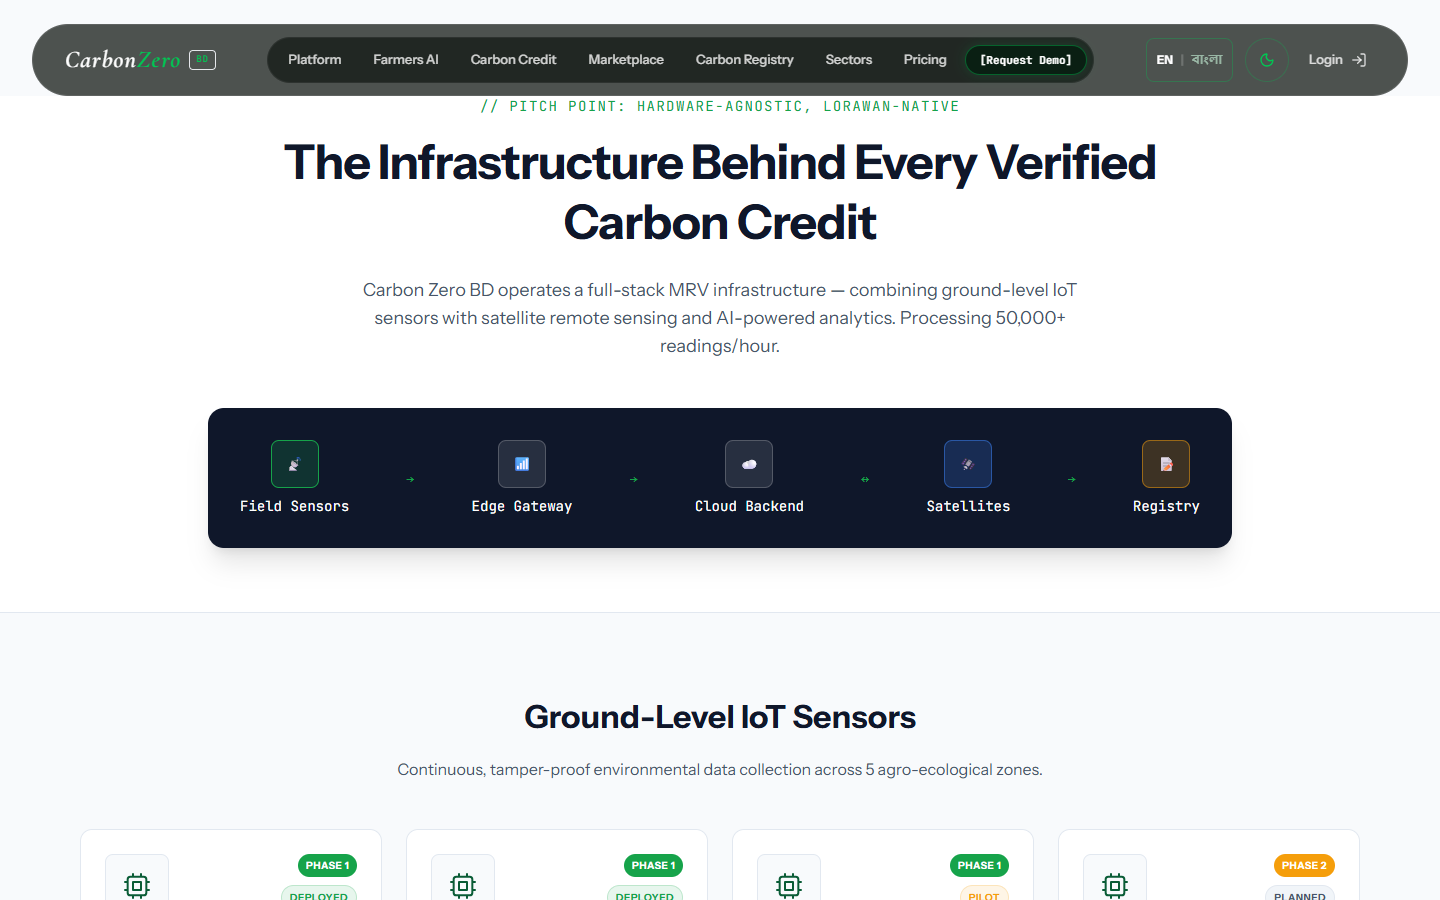 CarbonZero BD
Platform Farmers AI Carbon Credit Marketplace Carbon Registry Sectors Pricing [Request Demo]
EN | বাংলা
Login
// PITCH POINT: HARDWARE-AGNOSTIC, LORAWAN-NATIVE
The Infrastructure Behind Every Verified
Carbon Credit
Carbon Zero BD operates a full-stack MRV infrastructure — combining ground-level IoT
sensors with satellite remote sensing and AI-powered analytics. Processing 50,000+
readings/hour.
Field Sensors → Edge Gateway → Cloud Backend ↔ Satellites → Registry
Ground-Level IoT Sensors
Continuous, tamper-proof environmental data collection across 5 agro-ecological zones.
PHASE 1 PHASE 1 PHASE 1 PHASE 2
DEPLOYED DEPLOYED PILOT PLANNED